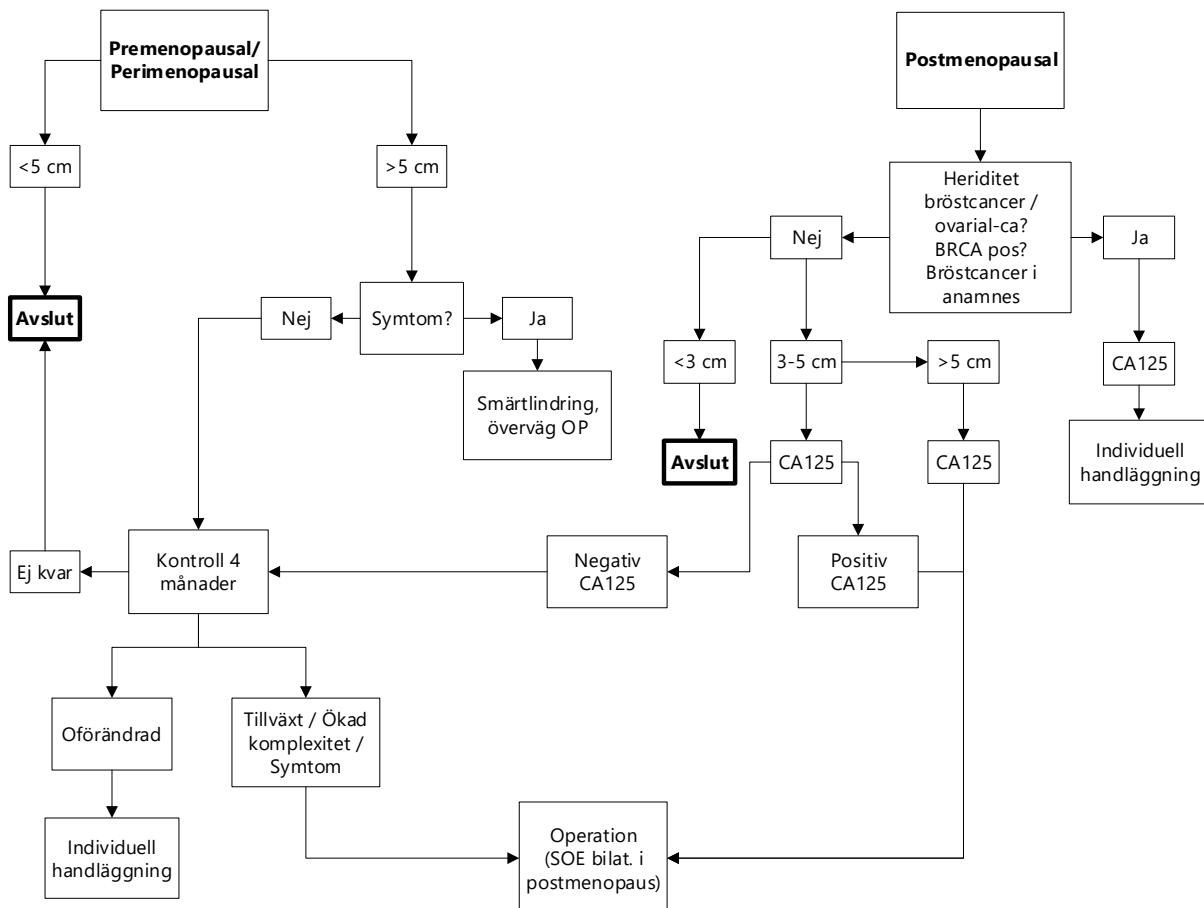 Premenopausal/
Perimenopausal
Postmenopausal
<5 cm
>5 cm
Heriditet
bröstcancer /
ovarial-ca?
BRCA pos?
Bröstcancer i
anamnes
Nej
Ja
Avslut
Nej
Symtom?
Ja
<3 cm
3-5 cm
>5 cm
CA125
Smärtlindring,
överväg OP
Avslut
CA125
CA125
Individuell
handläggning
Ej kvar
Kontroll 4
månader
Negativ
CA125
Positiv
CA125
Oförändrad
Tillväxt / Ökad
komplexitet /
Symtom
Individuell
handläggning
Operation
(SOE bilat. i
postmenopaus)